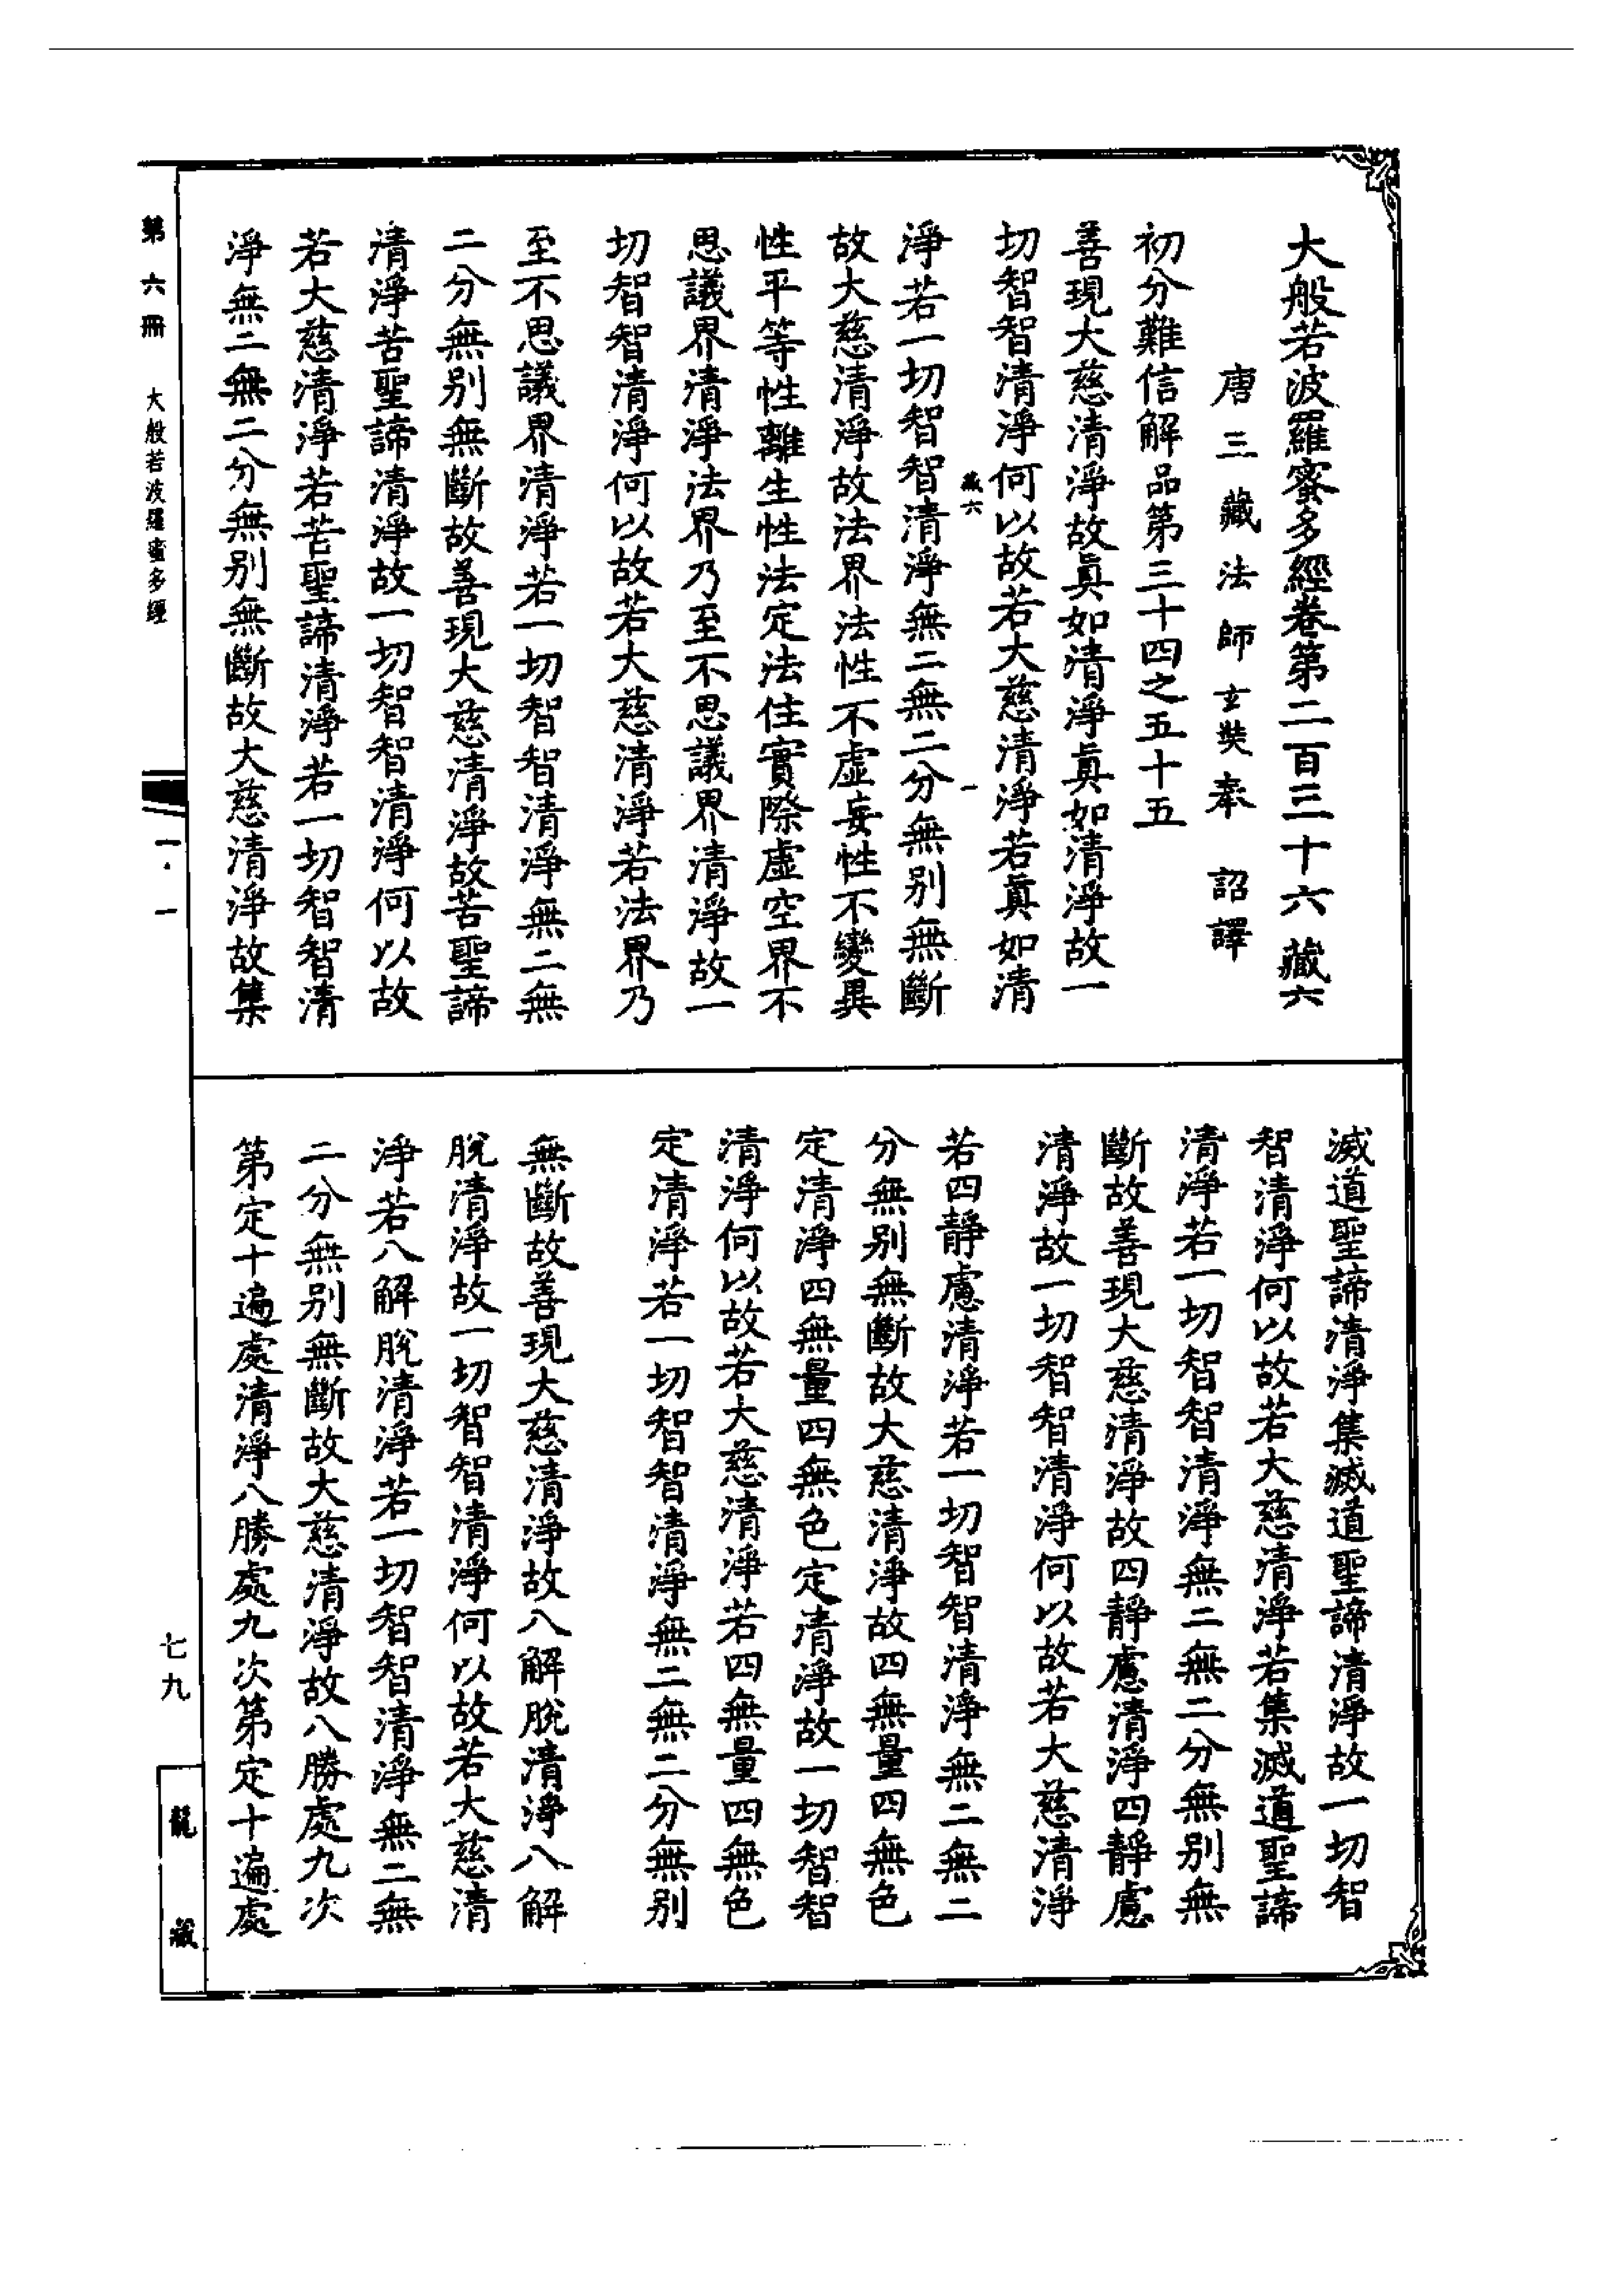 大般若波羅蜜多經卷第二百三十六 藏六
唐三藏法師玄奘奉 詔譯
初分難信解品第三十四之五十五
善現大慈清淨故眞如清淨眞如清淨故一
切智智清淨何以故若大慈清淨若眞如清
藏六 一
淨若一切智智清淨無二無二分無别無斷
故大慈清淨故法界法性不虛妄性不變異
性平等性離生性法定法住實際虛空界不
思議界清淨法界乃至不思議界清淨故一
切智智清淨何以故若大慈清淨若法界乃
至不思議界清淨若一切智智清淨無二無
二分無别無斷故善現大慈清淨故苦聖諦
清淨苦聖諦清淨故一切智智清淨何以故
若大慈清淨若苦聖諦清淨若一切智智清
淨無二無二分無别無斷故大慈清淨故集
滅道聖諦清淨集滅道聖諦清淨故一切智
智清淨何以故若大慈清淨若集滅道聖諦
清淨若一切智智清淨無二無二分無别無
斷故善現大慈清淨故四靜慮清淨四靜慮
清淨故一切智智清淨何以故若大慈清淨
若四靜慮清淨若一切智智清淨無二無二
分無别無斷故大慈清淨故四無量四無色
定清淨四無量四無色定清淨故一切智智
清淨何以故若大慈清淨若四無量四無色
定清淨若一切智智清淨無二無二分無别
無斷故善現大慈清淨故八解脫清淨八解
脫清淨故一切智智清淨何以故若大慈清
淨若八解脫清淨若一切智智清淨無二無
二分無别無斷故大慈清淨故八勝處九次
第定十遍處清淨八勝處九次第定十遍處
第六冊 大般若波羅蜜多經
一·一
七九
龍藏